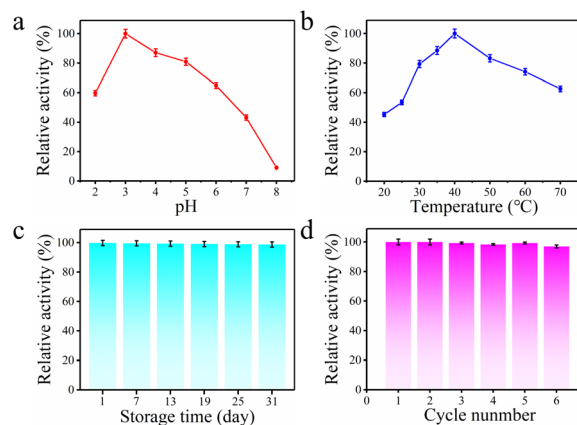 a
Relative activity (%)
100
80
60
40
20
0
2 3 4 5 6 7 8
pH
b
Relative activity (%)
120
100
80
60
40
20
0
20 30 40 50 60 70
Temperature (℃)
c
Relative activity (%)
100
80
60
40
20
0
1 7 13 19 25 31
Storage time (day)
d
Relative activity (%)
100
80
60
40
20
0
0 1 2 3 4 5 6
Cycle nunmber